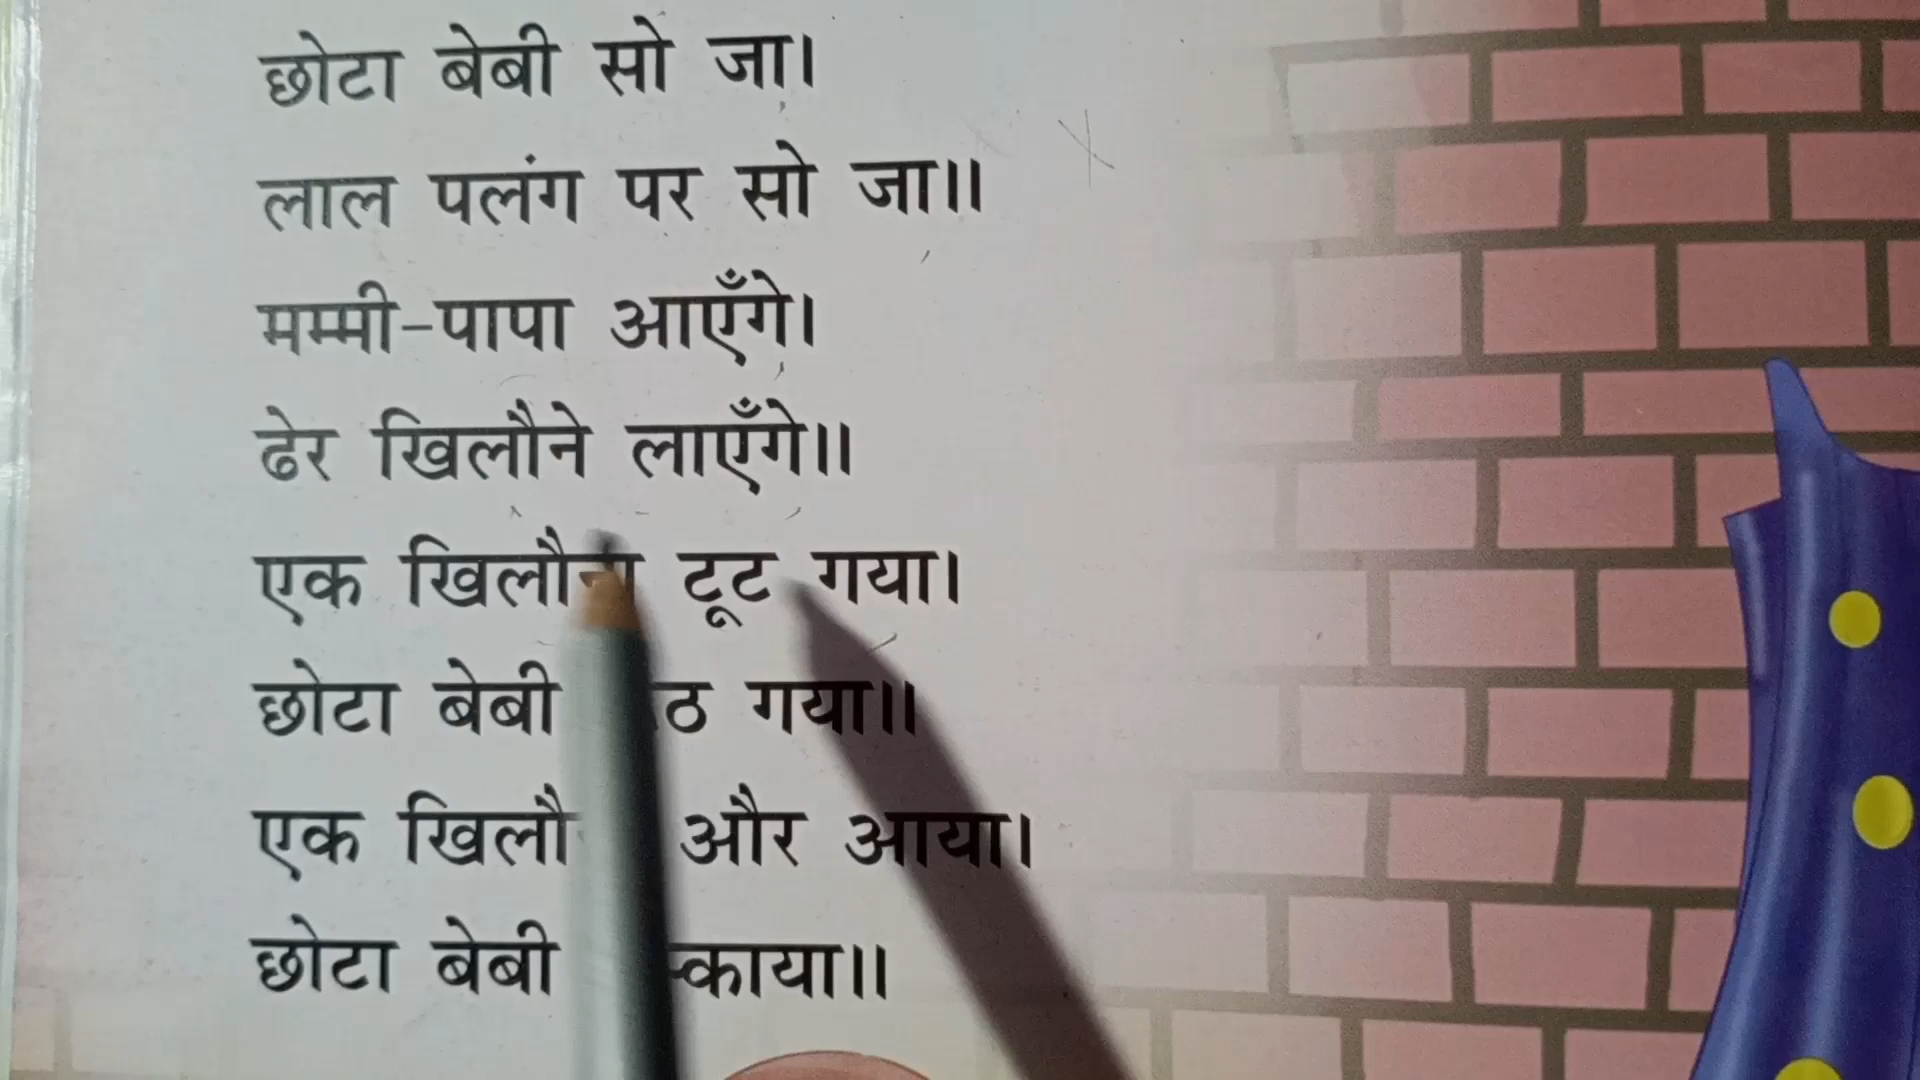 छोटा बेबी सो जा।
लाल पलंग पर सो जा॥
मम्मी-पापा आएँगे।
ढेर खिलौने लाएँगे॥
एक खिलौना टूट गया।
छोटा बेबी गया॥
एक और आया।
छोटा बेबी